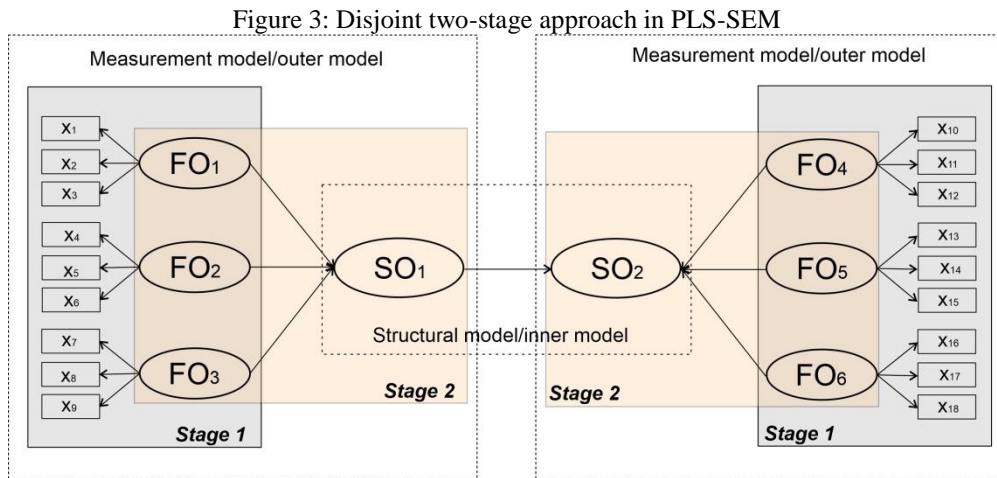 Figure 3: Disjoint two-stage approach in PLS-SEM
Measurement model/outer model
Measurement model/outer model
X1
X2
X3
X4
X5
X6
X7
X8
X9
FO1
FO2
FO3
SO1
SO2
FO4
FO5
FO6
X10
X11
X12
X13
X14
X15
X16
X17
X18
Structural model/inner model
Stage 2
Stage 2
Stage 1
Stage 1